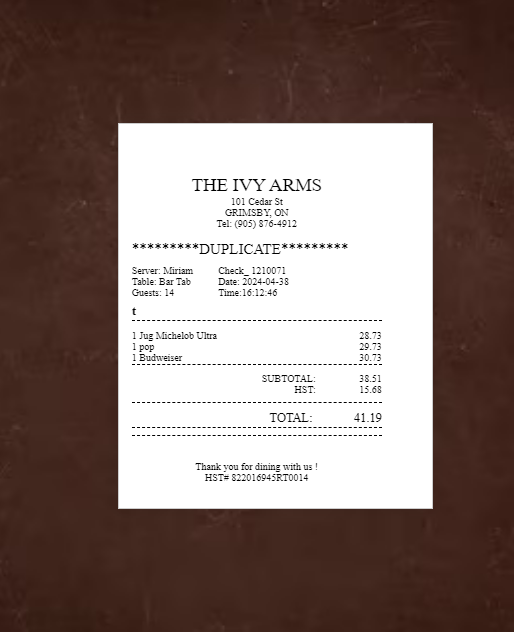 THE IVY ARMS
101 Cedar St
GRIMSBY, ON
Tel: (905) 876-4912
*********DUPLICATE*********
Server: Miriam Check_ 1210071
Table: Bar Tab Date: 2024-04-38
Guests: 14 Time:16:12:46
t
1 Jug Michelob Ultra 28.73
1 pop 29.73
1 Budweiser 30.73
SUBTOTAL: 38.51
HST: 15.68
TOTAL: 41.19
Thank you for dining with us !
HST# 822016945RT0014